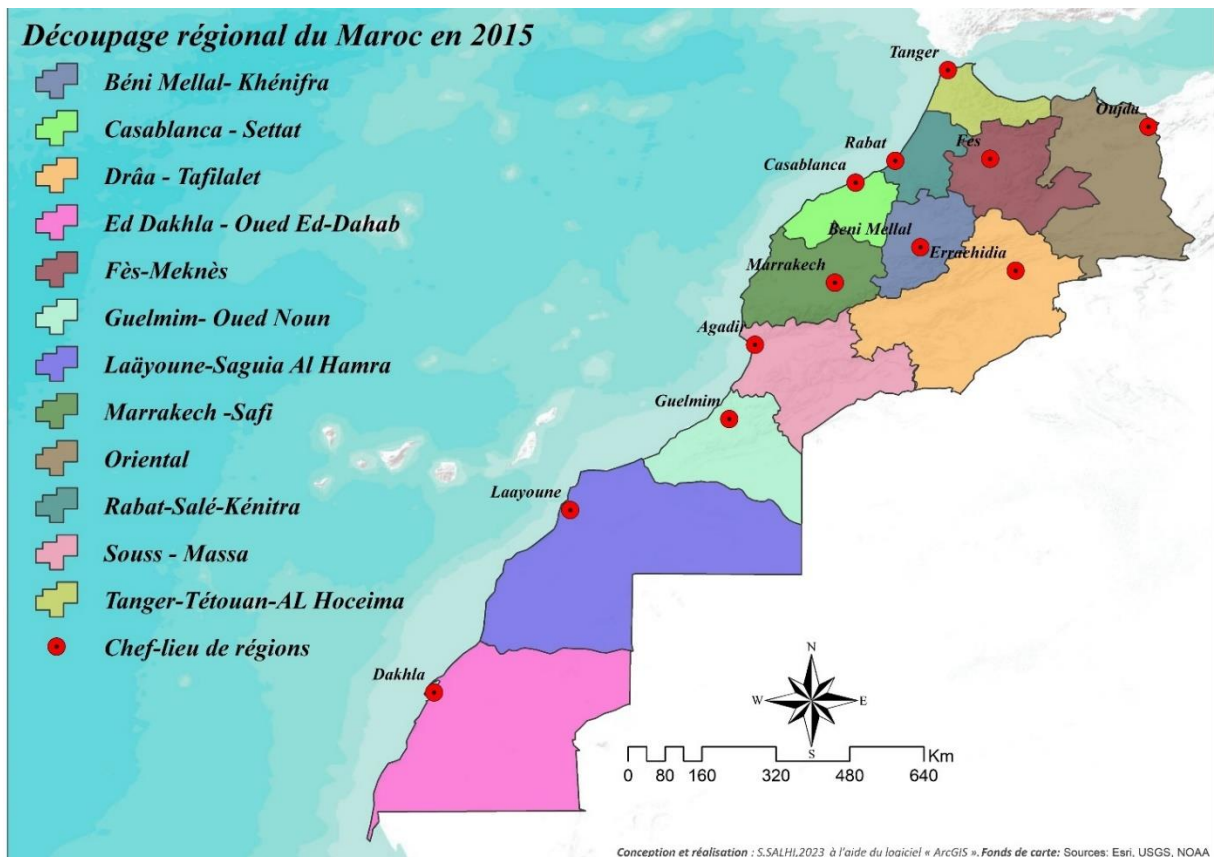 Découpage régional du Maroc en 2015
Béni Mellal- Khénifra
Casablanca - Settat
Drâa - Tafilalet
Ed Dakhla - Oued Ed-Dahab
Fès-Meknès
Guelmim- Oued Noun
Laäyoune-Saguia Al Hamra
Marrakech -Safi
Oriental
Rabat-Salé-Kénitra
Souss - Massa
Tanger-Tétouan-AL Hoceima
Chef-lieu de régions
Tanger
Oujda
Rabat
Fes
Casablanca
Beni Mellal
Errachidia
Marrakech
Agadir
Guelmim
Laayoune
Dakhla
N
W E
S
Km
0 80 160 320 480 640
Conception et réalisation : S.SALHI,2023 à l'aide du logiciel « ArcGIS ». Fonds de carte: Sources: Esri, USGS, NOAA